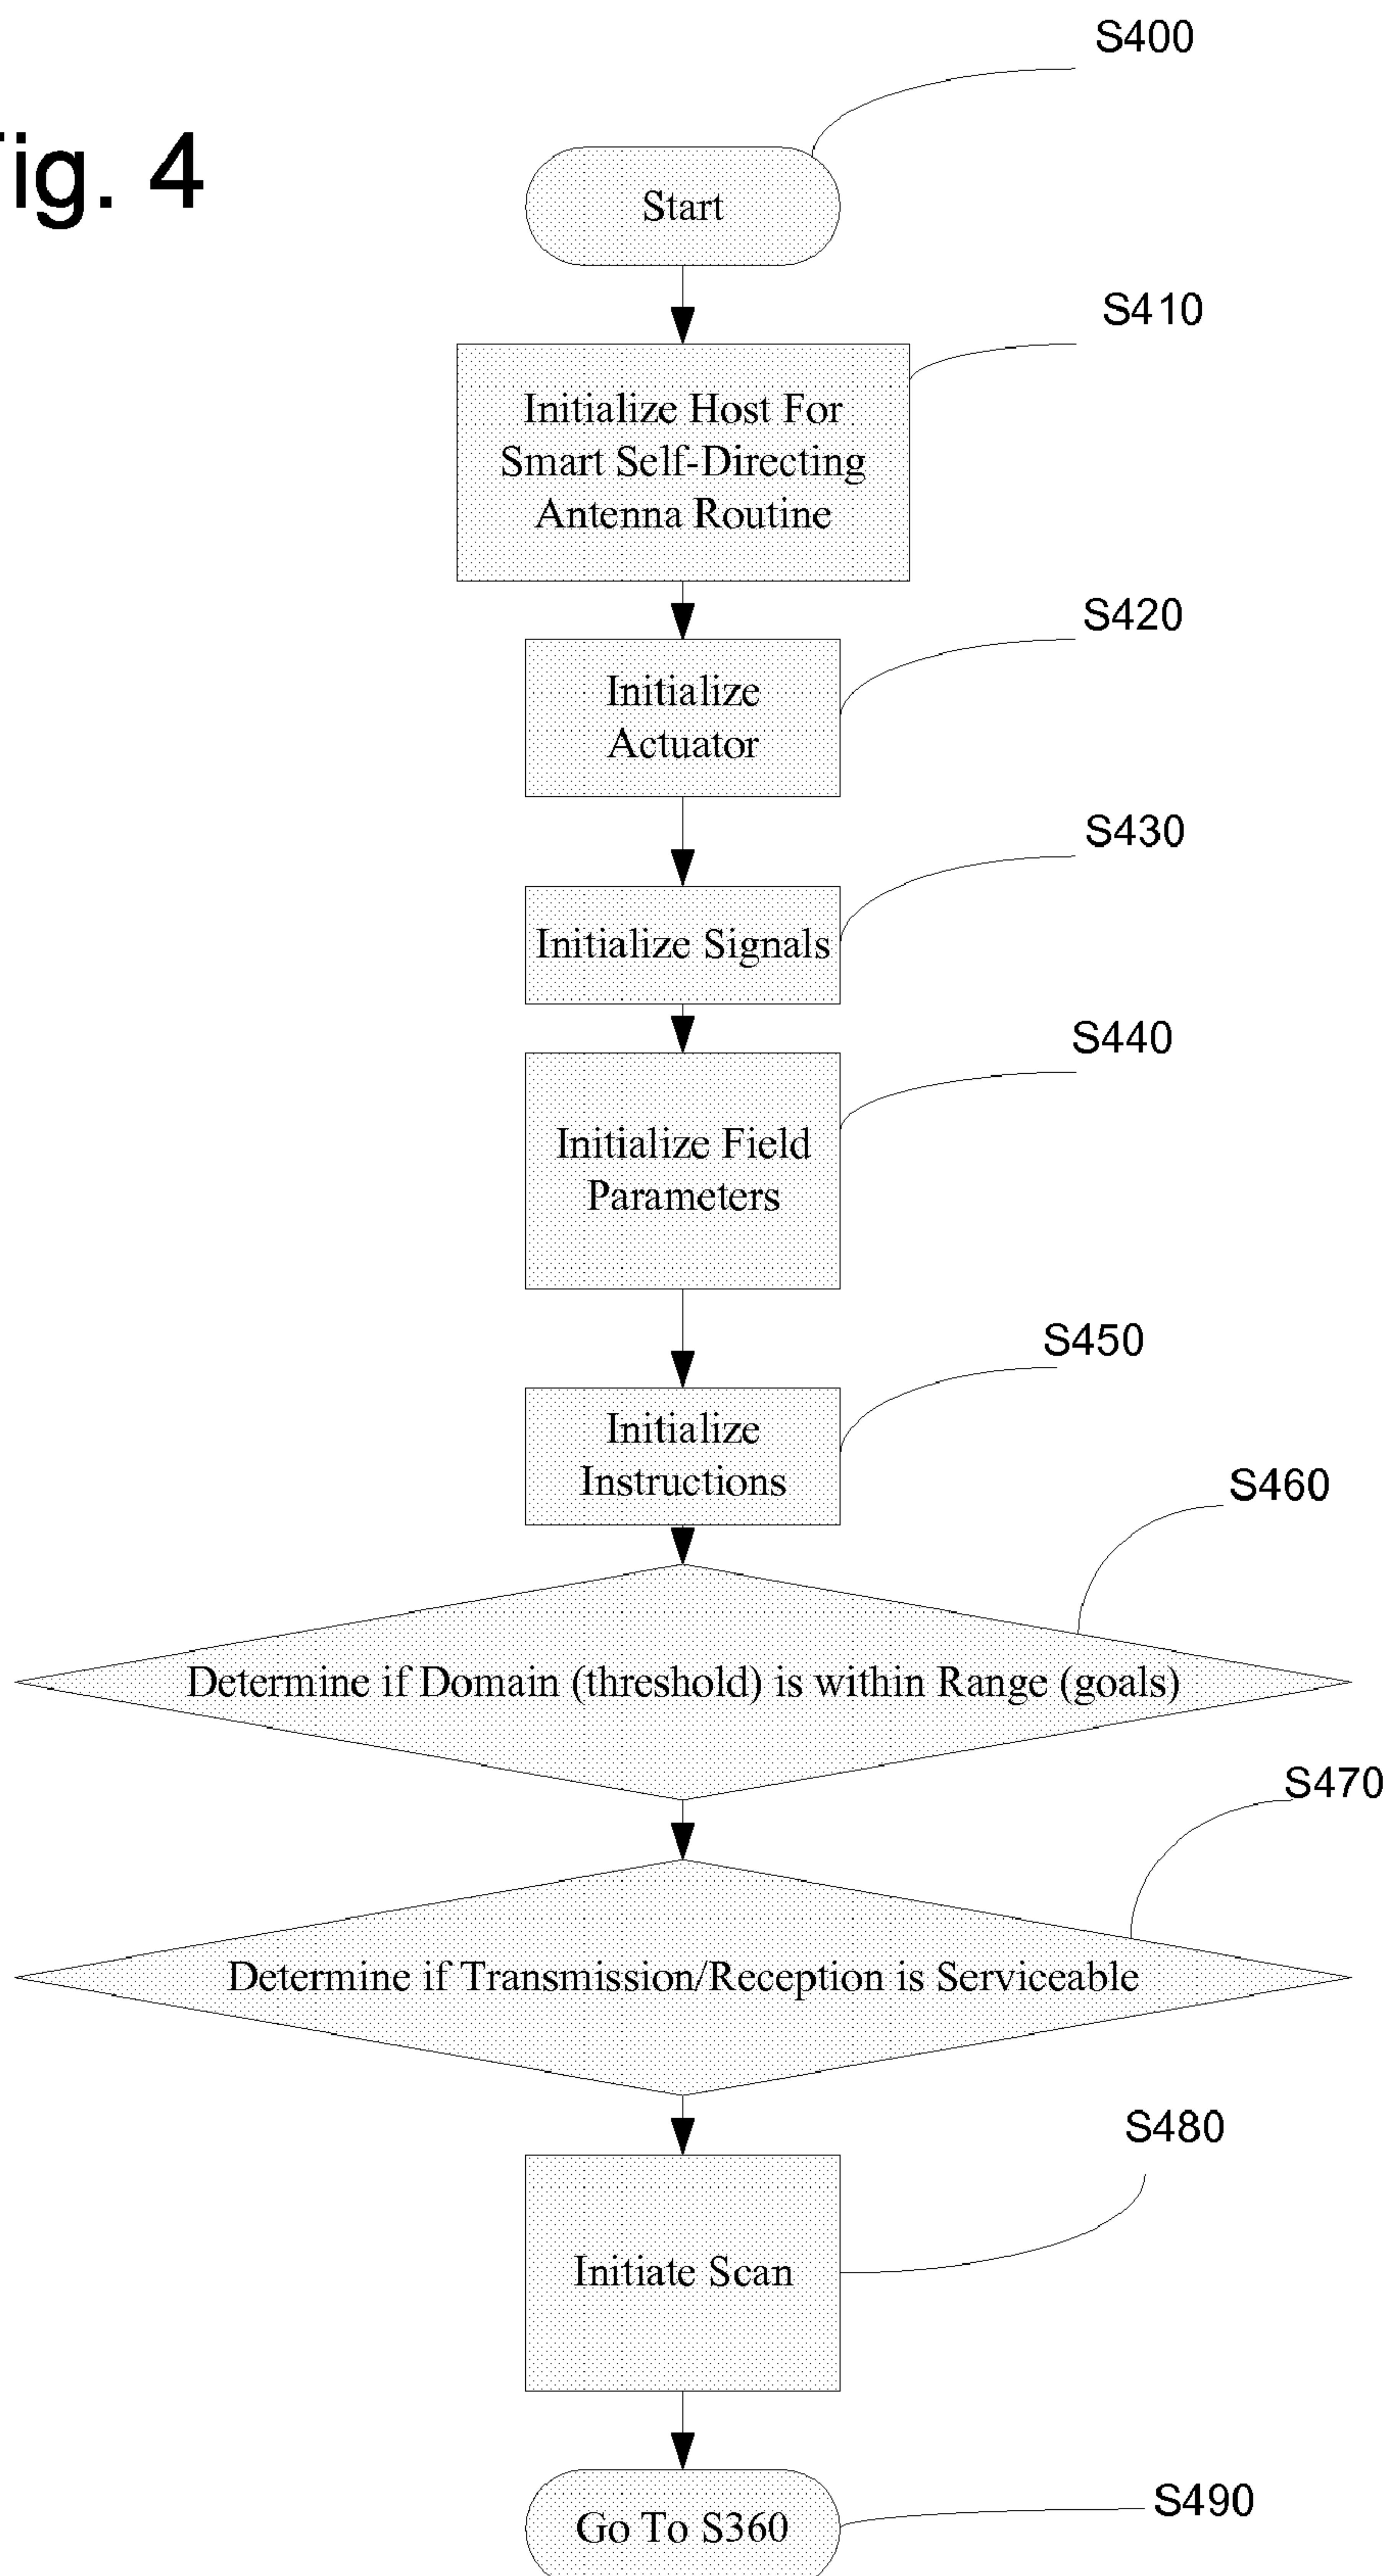 S400
ig. 4
Start
S410
Initialize Host For
Smart Self-Directing
Antenna Routine
S420
Initialize
Actuator
S430
Initialize Signals
S440
Initialize Field
Parameters
S450
Initialize
Instructions
S460
Determine if Domain (threshold) is within Range (goals)
S470
Determine if Transmission/Reception is Serviceable
S480
Initiate Scan
S490
Go To S360